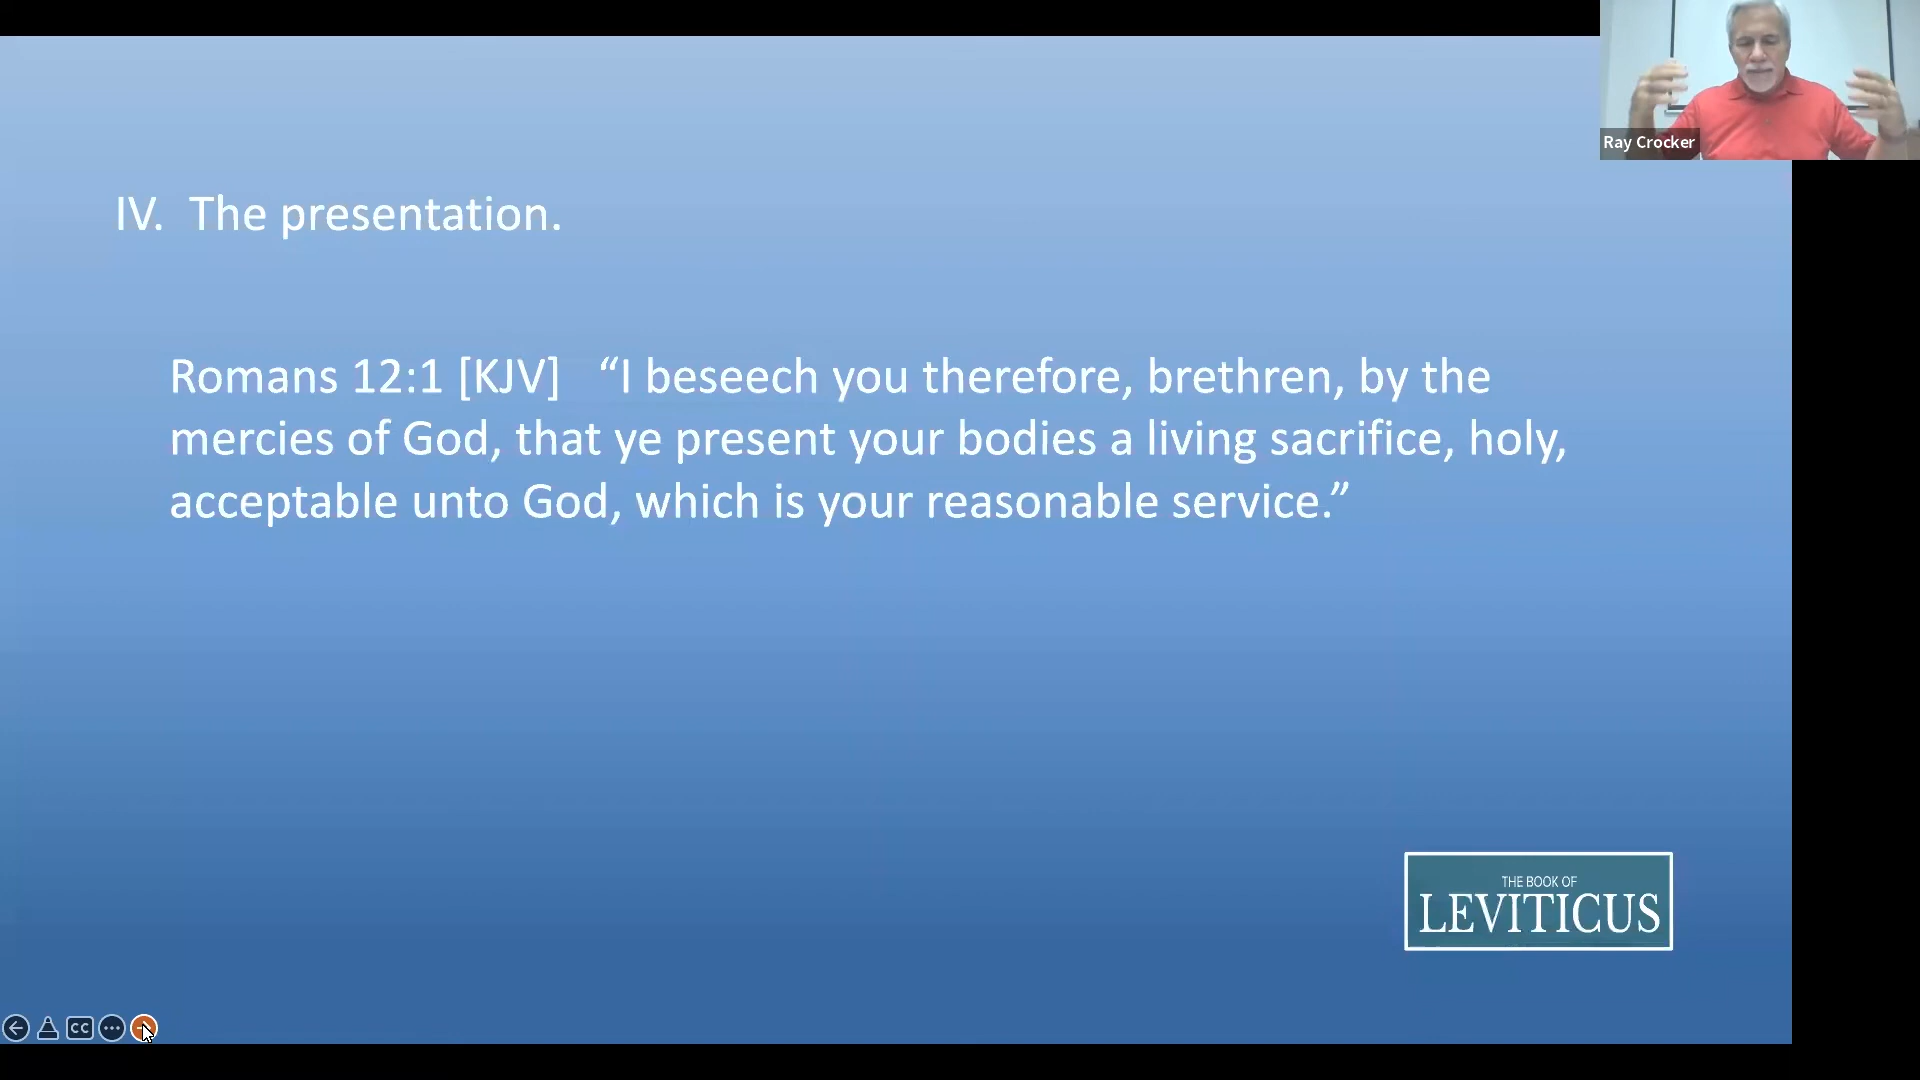 Ray Crocker
IV. The presentation.
Romans 12:1 [KJV] “I beseech you therefore, brethren, by the
mercies of God, that ye present your bodies a living sacrifice, holy,
acceptable unto God, which is your reasonable service.”
THE BOOK OF
LEVITICUS
CC